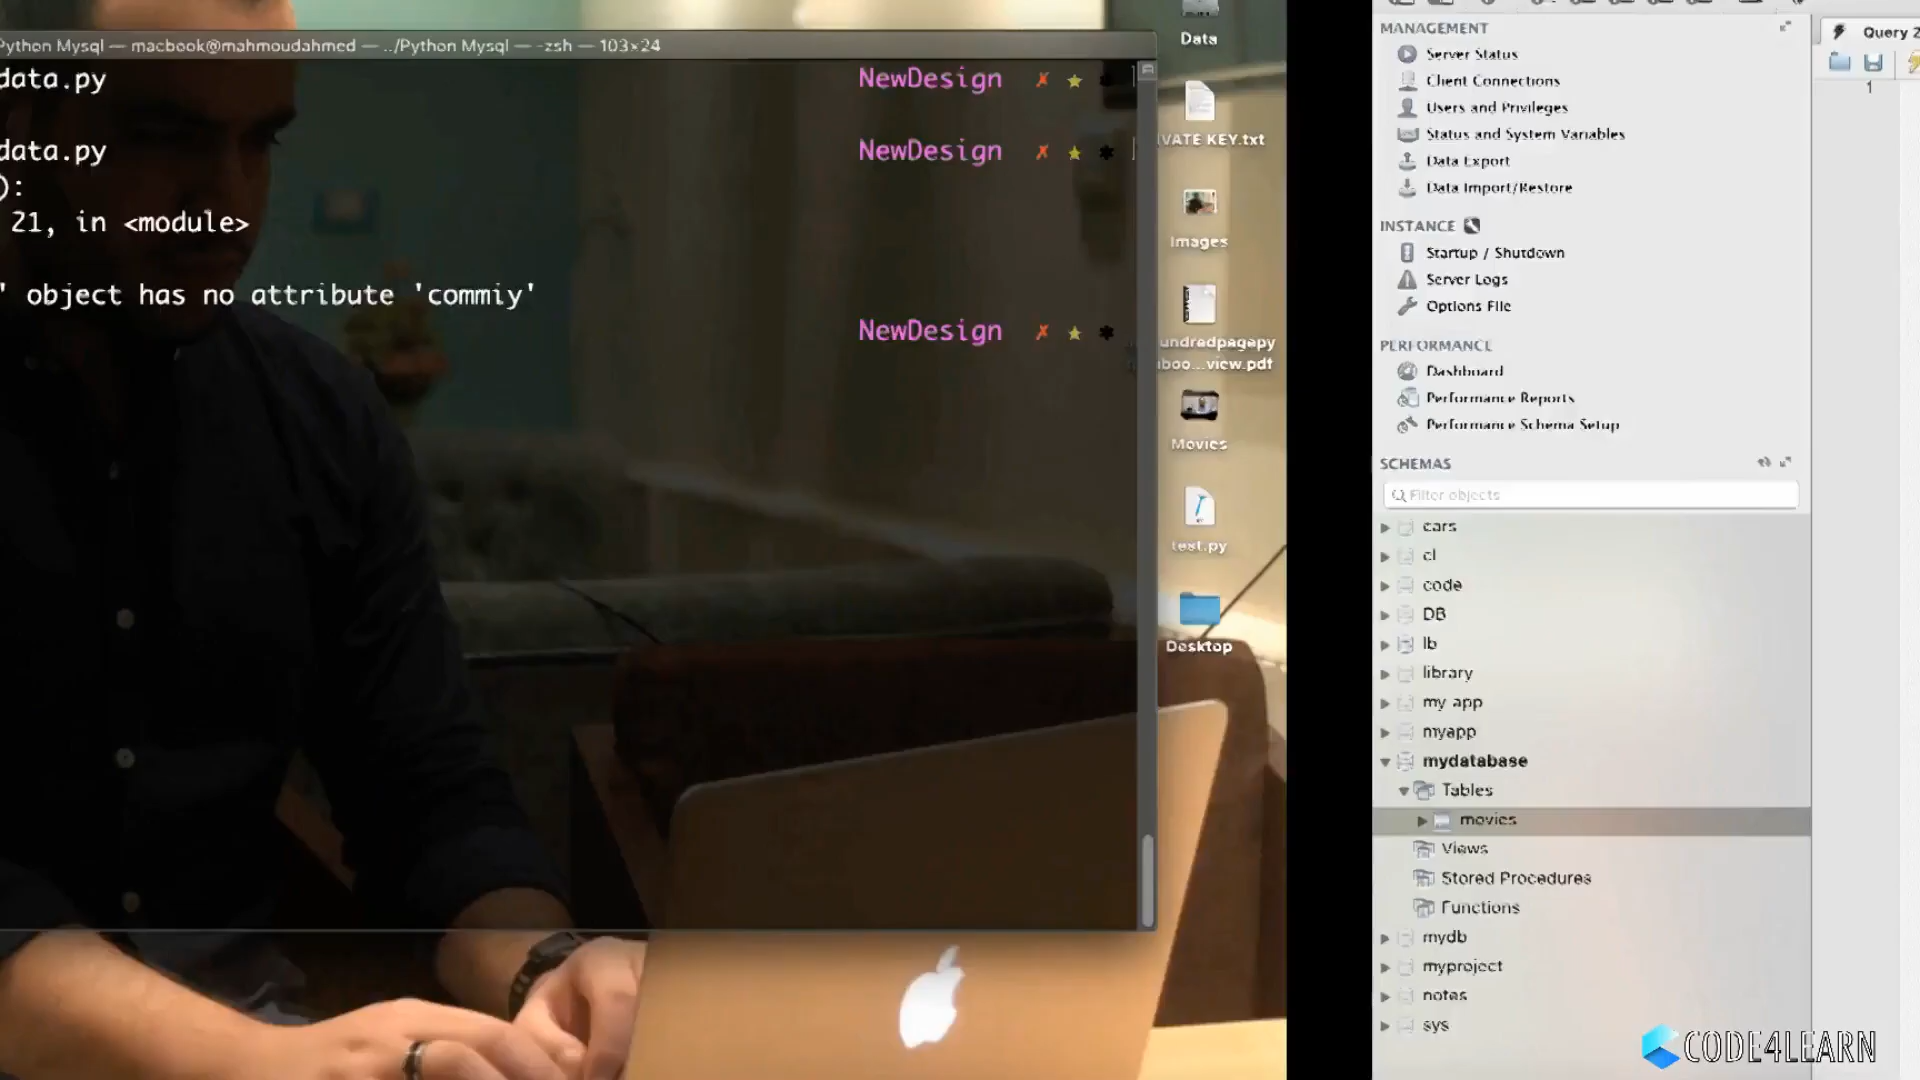 Python Mysql — macbook@mahmoudahmed — ../Python Mysql — -zsh — 103×24
data.py NewDesign
data.py NewDesign
):
21, in <module>
' object has no attribute 'commiy'
NewDesign
Data
VATE KEY.txt
Images
undredpagepy
boo...view.pdf
Movies
test.py
Desktop
MANAGEMENT
Server Status
Client Connections
Users and Privileges
Status and System Variables
Data Export
Data Import/Restore
INSTANCE
Startup / Shutdown
Server Logs
Options File
PERFORMANCE
Dashboard
Performance Reports
Performance Schema Setup
SCHEMAS
Filter objects
cars
cl
code
DB
lb
library
my app
myapp
mydatabase
Tables
movies
Views
Stored Procedures
Functions
mydb
myproject
notes
sys
Query 2
1
CODE4LEARN